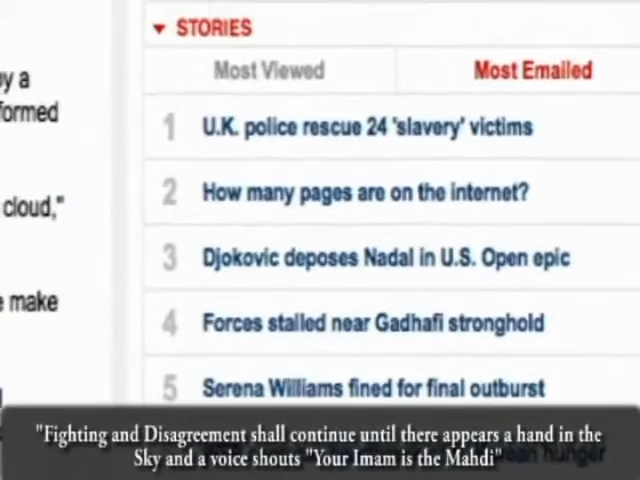 STORIES
Most Viewed Most Emailed
by a
formed
1 U.K. police rescue 24 'slavery' victims
2 How many pages are on the internet?
cloud,"
3 Djokovic deposes Nadal in U.S. Open epic
make
4 Forces stalled near Gadhafi stronghold
5 Serena Williams fined for final outburst
"Fighting and Disagreement shall continue until there appears a hand in the
Sky and a voice shouts "Your Imam is the Mahdi"
hunger